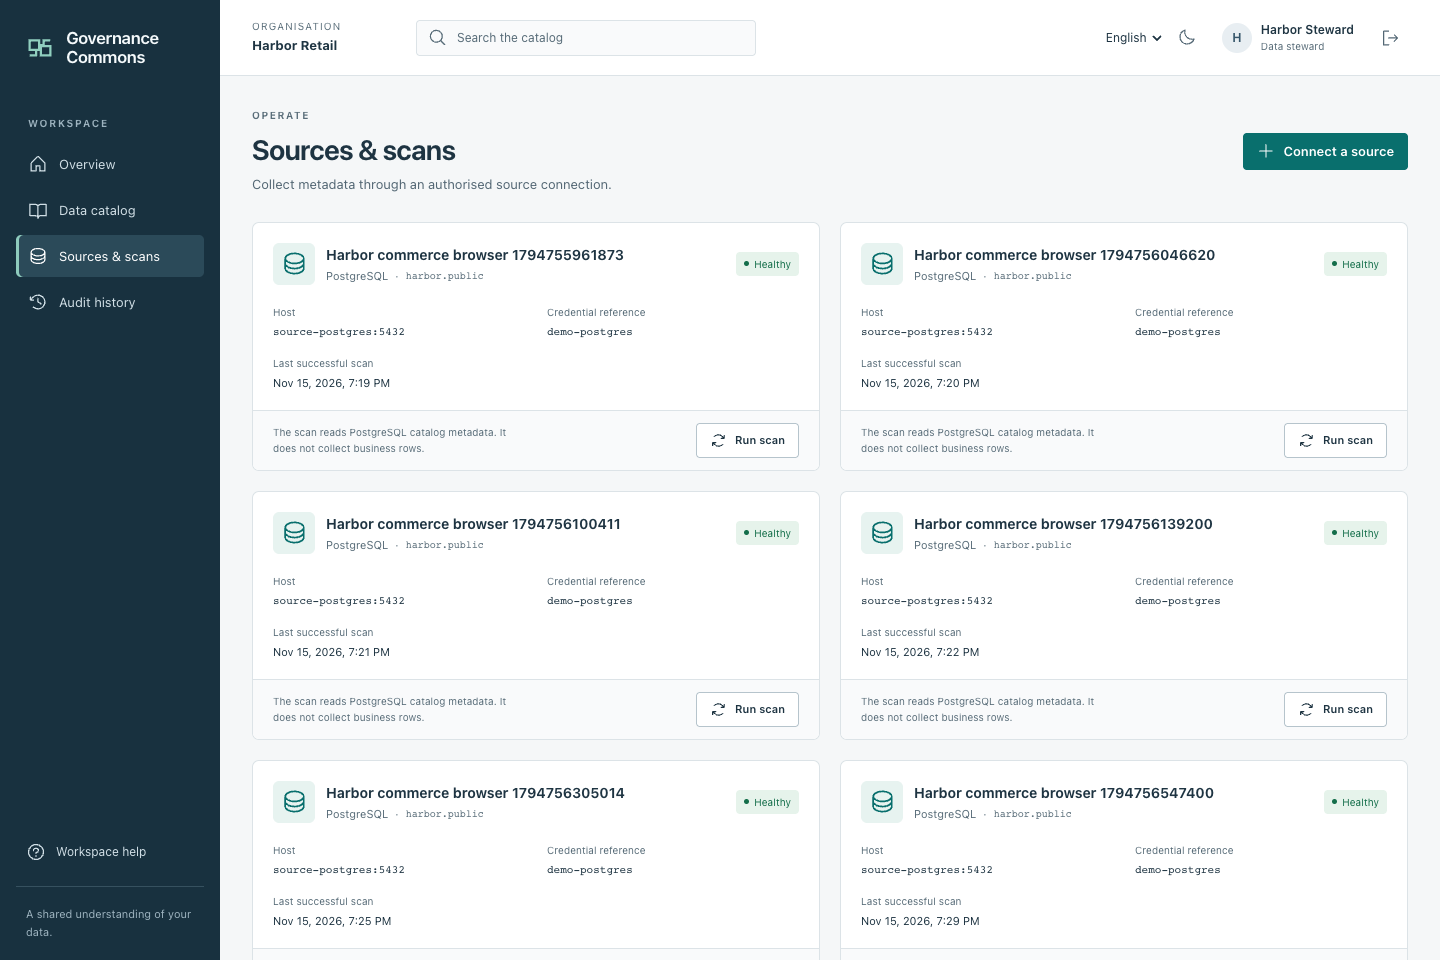 Governance
Commons
WORKSPACE
Overview
Data catalog
Sources & scans
Audit history
Workspace help
A shared understanding of your
data.
ORGANISATION
Harbor Retail
Search the catalog
English
H
Harbor Steward
Data steward
OPERATE
Sources & scans
Collect metadata through an authorised source connection.
Connect a source
Harbor commerce browser 1794755961873
PostgreSQL · harbor.public
Healthy
Host
source-postgres:5432
Credential reference
demo-postgres
Last successful scan
Nov 15, 2026, 7:19 PM
The scan reads PostgreSQL catalog metadata. It
does not collect business rows.
Run scan
Harbor commerce browser 1794756046620
PostgreSQL · harbor.public
Healthy
Host
source-postgres:5432
Credential reference
demo-postgres
Last successful scan
Nov 15, 2026, 7:20 PM
The scan reads PostgreSQL catalog metadata. It
does not collect business rows.
Run scan
Harbor commerce browser 1794756100411
PostgreSQL · harbor.public
Healthy
Host
source-postgres:5432
Credential reference
demo-postgres
Last successful scan
Nov 15, 2026, 7:21 PM
The scan reads PostgreSQL catalog metadata. It
does not collect business rows.
Run scan
Harbor commerce browser 1794756139200
PostgreSQL · harbor.public
Healthy
Host
source-postgres:5432
Credential reference
demo-postgres
Last successful scan
Nov 15, 2026, 7:22 PM
The scan reads PostgreSQL catalog metadata. It
does not collect business rows.
Run scan
Harbor commerce browser 1794756305014
PostgreSQL · harbor.public
Healthy
Host
source-postgres:5432
Credential reference
demo-postgres
Last successful scan
Nov 15, 2026, 7:25 PM
Harbor commerce browser 1794756547400
PostgreSQL · harbor.public
Healthy
Host
source-postgres:5432
Credential reference
demo-postgres
Last successful scan
Nov 15, 2026, 7:29 PM